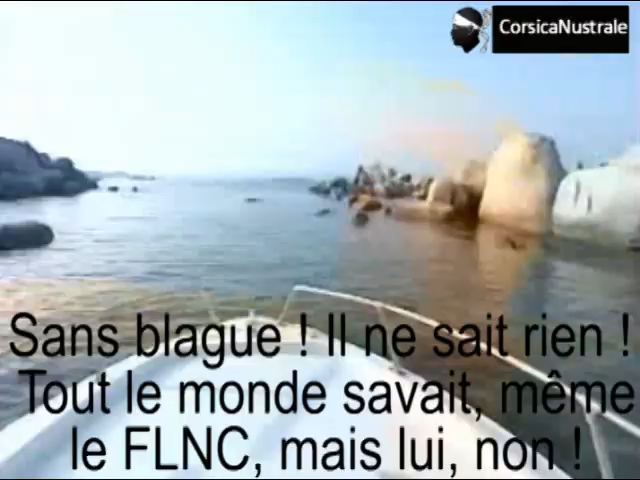 CorsicaNustrale
Sans blague ! Il ne sait rien !
Tout le monde savait, même
le FLNC, mais lui, non !